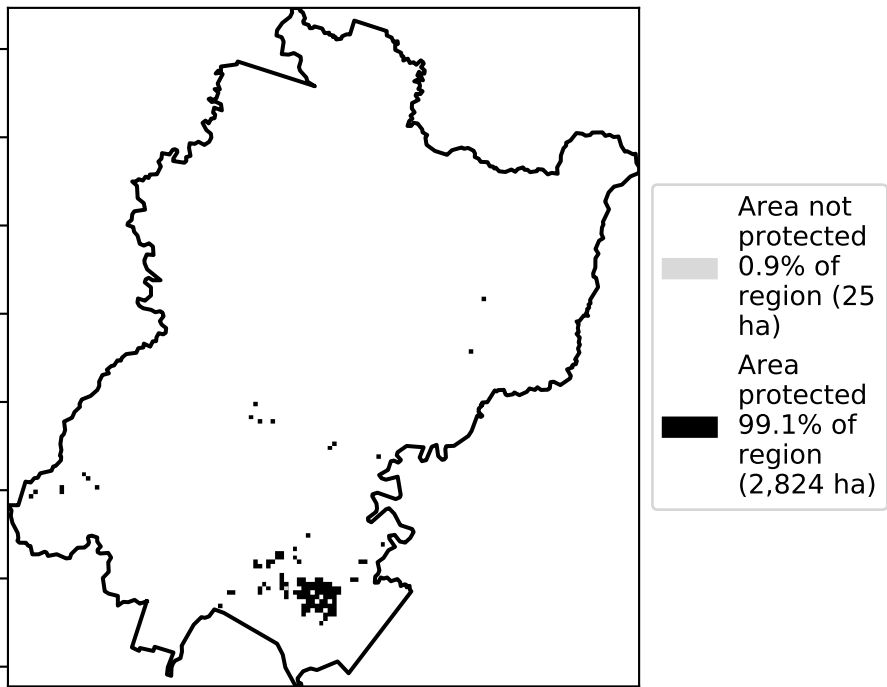 Area not
protected
0.9% of
region (25
ha)
Area
protected
99.1% of
region
(2,824 ha)